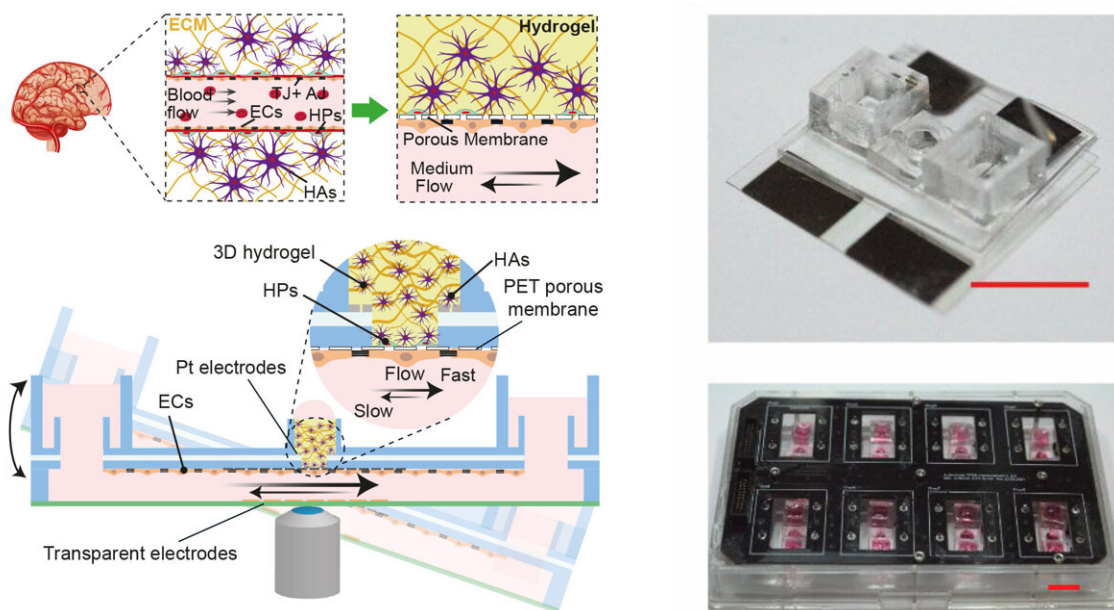 ECM
Blood
flow
TJ+ AJ
ECs
HPs
HAs
Hydrogel
Porous Membrane
Medium
Flow
3D hydrogel
HAs
HPs
PET porous
membrane
Pt electrodes
Flow
Fast
Slow
ECs
Transparent electrodes